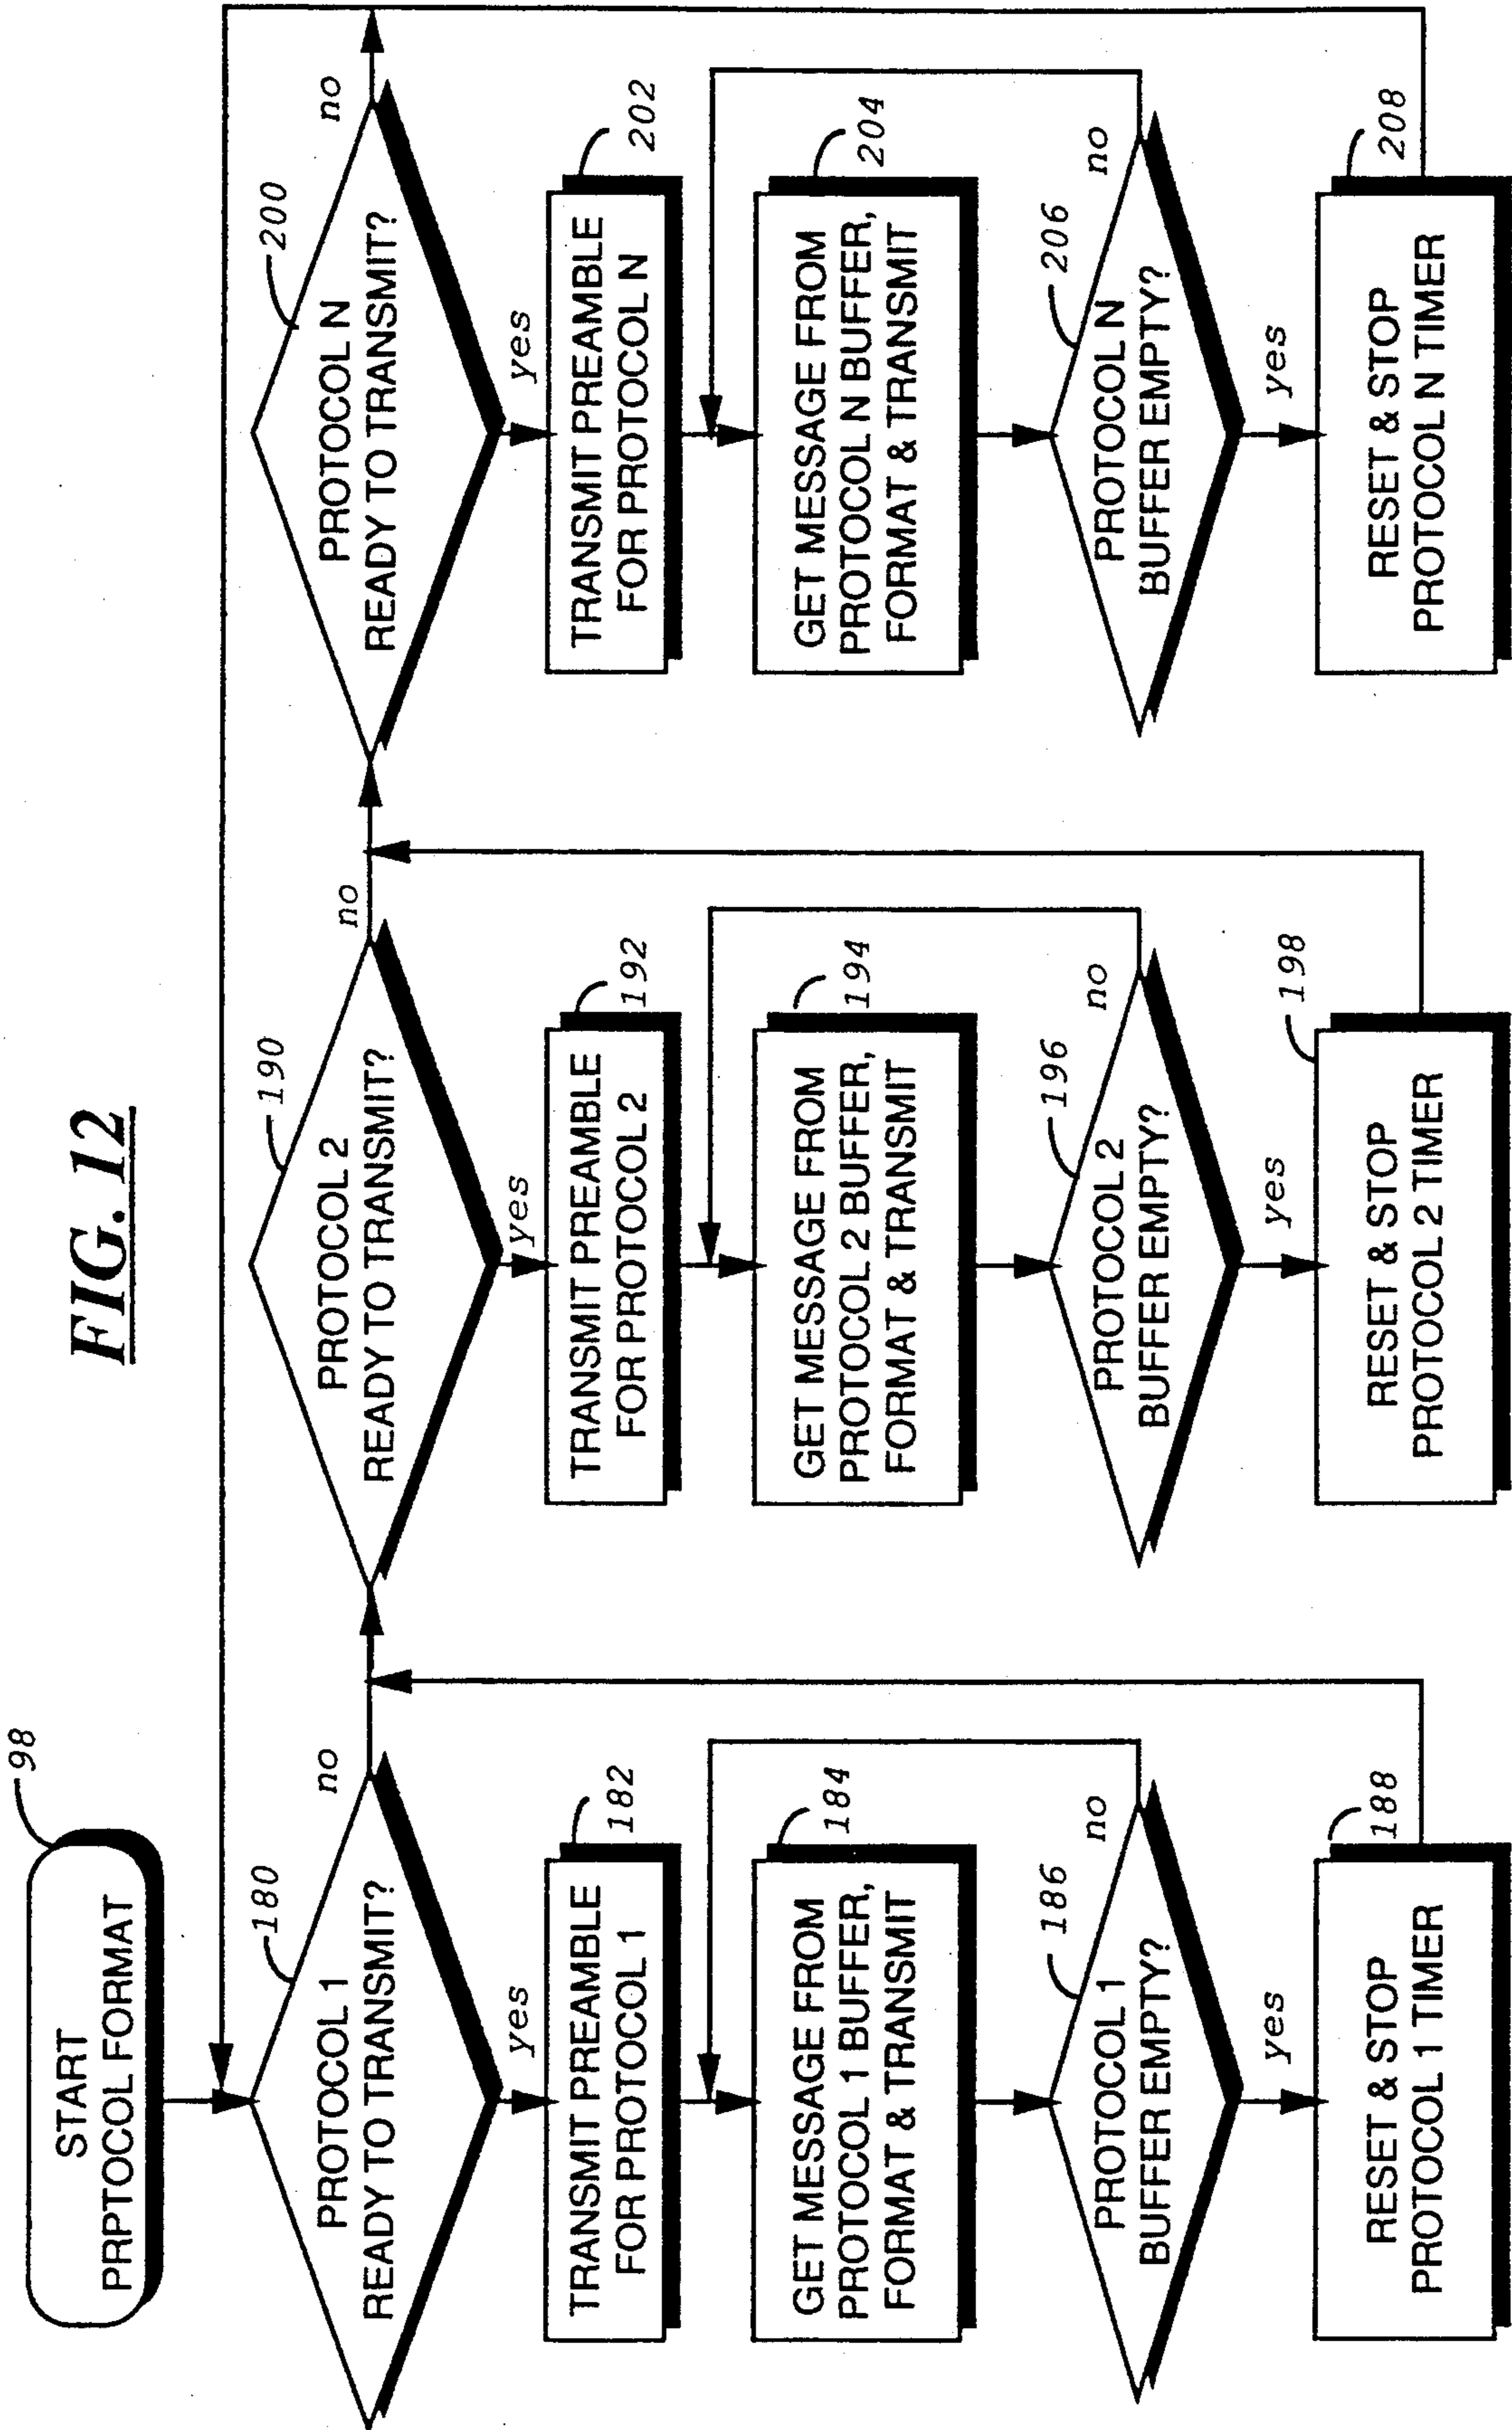 FIG. 12
START
PRPTOCOL FORMAT
98
PROTOCOL 1
READY TO TRANSMIT?
180
no
yes
TRANSMIT PREAMBLE
FOR PROTOCOL 1
182
GET MESSAGE FROM
PROTOCOL 1 BUFFER,
FORMAT & TRANSMIT
184
PROTOCOL 1
BUFFER EMPTY?
186
no
yes
RESET & STOP
PROTOCOL 1 TIMER
188
PROTOCOL 2
READY TO TRANSMIT?
190
no
yes
TRANSMIT PREAMBLE
FOR PROTOCOL 2
192
GET MESSAGE FROM
PROTOCOL 2 BUFFER,
FORMAT & TRANSMIT
194
PROTOCOL 2
BUFFER EMPTY?
196
no
yes
RESET & STOP
PROTOCOL 2 TIMER
198
PROTOCOL N
READY TO TRANSMIT?
200
no
yes
TRANSMIT PREAMBLE
FOR PROTOCOL N
202
GET MESSAGE FROM
PROTOCOL N BUFFER,
FORMAT & TRANSMIT
204
PROTOCOL N
BUFFER EMPTY?
206
no
yes
RESET & STOP
PROTOCOL N TIMER
208